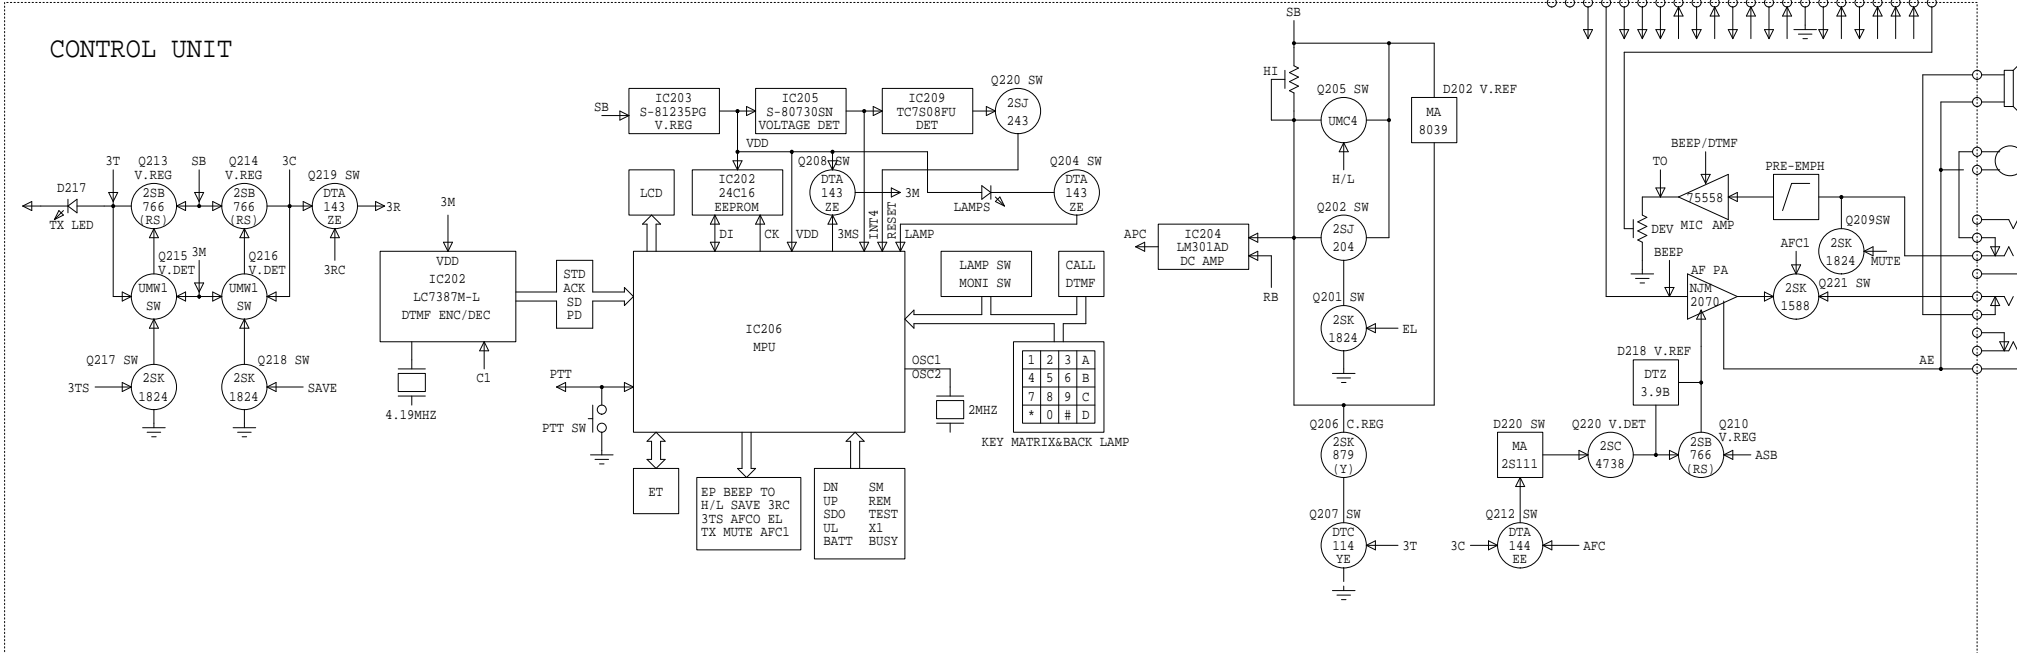 CONTROL UNIT
3T
Q213
V.REG
SB
Q214
V.REG
3C
Q219 SW
D217
TX LED
2SB
766
(RS)
2SB
766
(RS)
DTA
143
ZE
3R
3RC
Q215
V.DET
3M
Q216
V.DET
UMW1
SW
UMW1
SW
Q217 SW
Q218 SW
3TS
2SK
1824
2SK
1824
SAVE
3M
VDD
IC202
LC7387M-L
DTMF ENC/DEC
4.19MHZ
C1
STD
ACK
SD
PD
SB
IC203
S-81235PG
V.REG
IC205
S-80730SN
VOLTAGE DET
IC209
TC7S08FU
DET
Q220 SW
2SJ
243
VDD
LCD
IC202
24C16
EEPROM
Q208 SW
DTA
143
ZE
3M
LAMPS
Q204 SW
DTA
143
ZE
DI
CK
VDD
3MS
INT4
RESET
LAMP
IC206
MPU
OSC1
OSC2
2MHZ
PTT
PTT SW
ET
EP BEEP TO
H/L SAVE 3RC
3TS AFCO EL
TX MUTE AFC1
DN SM
UP REM
SDO TEST
UL X1
BATT BUSY
LAMP SW
MONI SW
CALL
DTMF
1 2 3 A
4 5 6 B
7 8 9 C
* 0 # D
KEY MATRIX&BACK LAMP
SB
HI
Q205 SW
UMC4
H/L
D202 V.REF
MA
8039
Q202 SW
2SJ
204
APC
IC204
LM301AD
DC AMP
RB
Q201 SW
2SK
1824
EL
Q206 C.REG
2SK
879
(Y)
Q207 SW
DTC
114
YE
3T
BEEP/DTMF
TO
75558
MIC AMP
PRE-EMPH
DEV
BEEP
AF PA
NJM
2070
AFC1
Q209SW
2SK
1824
MUTE
Q221 SW
2SK
1588
D218 V.REF
DTZ
3.9B
AE
D220 SW
MA
2S111
Q220 V.DET
2SC
4738
Q210
V.REG
2SB
766
(RS)
ASB
Q212 SW
3C
DTA
144
EE
AFC